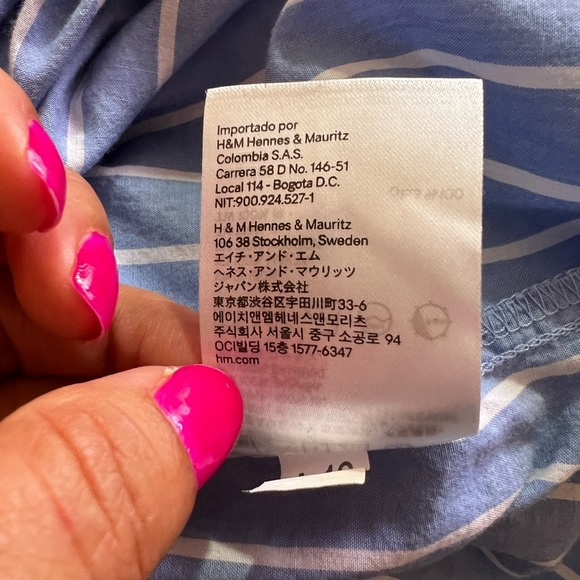 Importado por
H&M Hennes & Mauritz
Colombia S.A.S.
Carrera 58 D No. 146-51
Local 114 - Bogota D.C.
NIT:900.924.527-1
H & M Hennes & Mauritz
106 38 Stockholm, Sweden
エイチ・アンド・エム
ヘネス・アンド・マウリッツ
ジャパン株式会社
東京都渋谷区宇田川町33-6
에이치앤엠헤네스앤모리츠
주식회사 서울시 중구 소공로 94
OCI빌딩 15층 1577-6347
hm.com